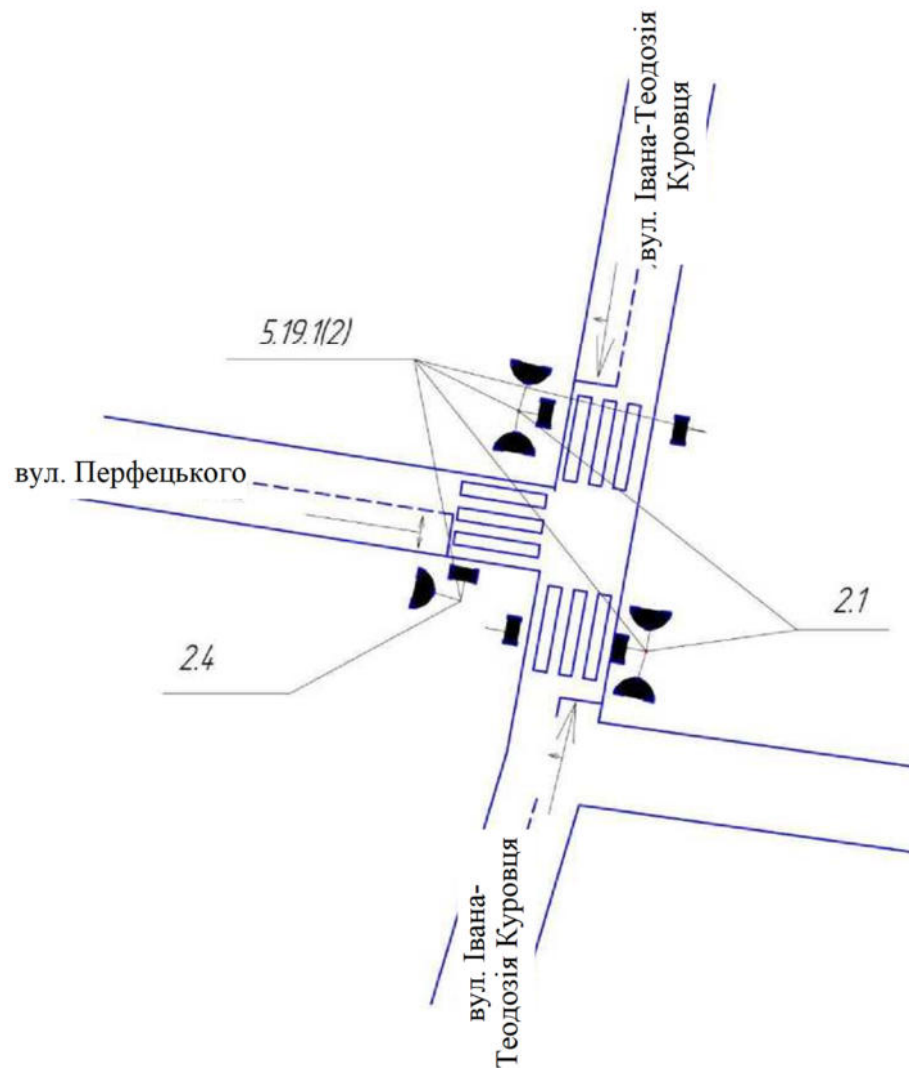 вул. Івана-Теодозія
Куровця
5.19.1(2)
вул. Перфецького
2.1
2.4
вул. Івана-
Теодозія Куровця